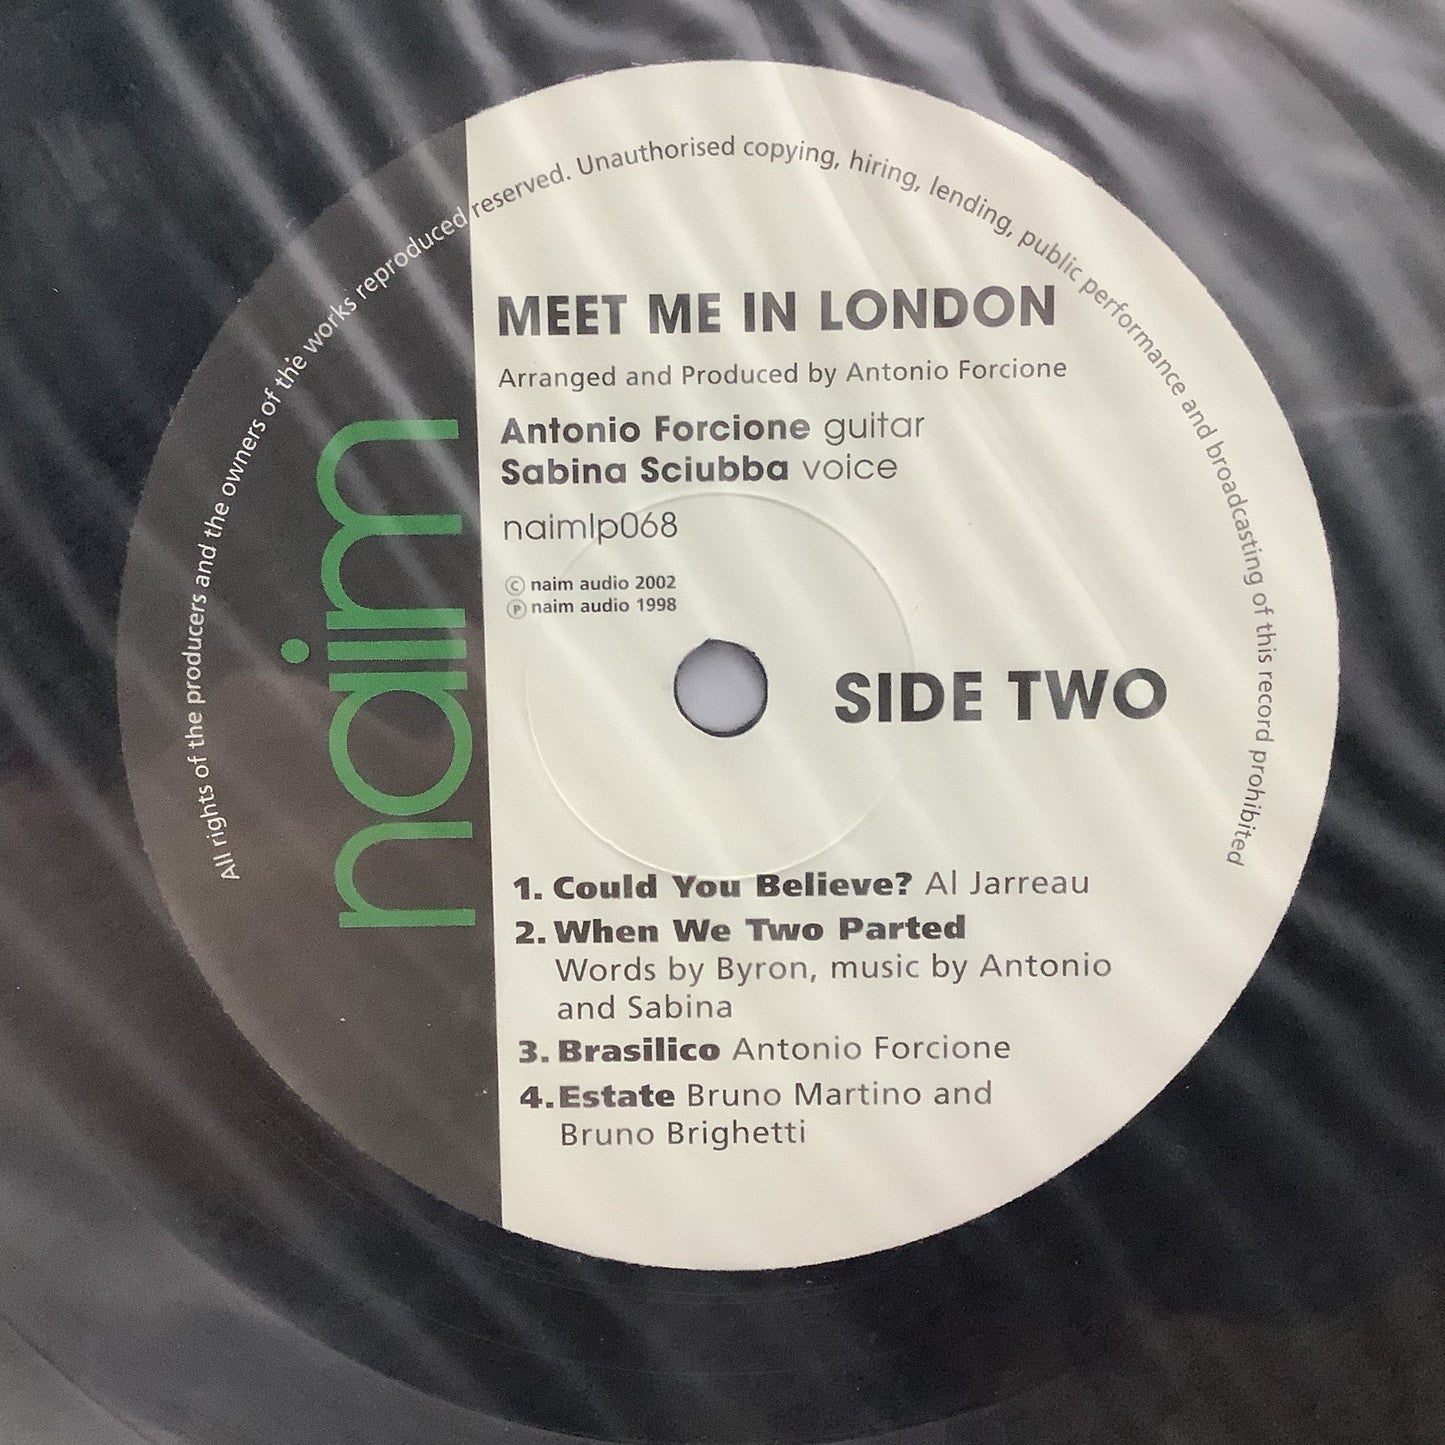 All rights of the producers and the owners of the works reproduced reserved. Unauthorised copying, hiring, lending, public performance and broadcasting of this record prohibited
naim
MEET ME IN LONDON
Arranged and Produced by Antonio Forcione
Antonio Forcione guitar
Sabina Sciubba voice
naimlp068
© naim audio 2002
℗ naim audio 1998
SIDE TWO
1. Could You Believe? Al Jarreau
2. When We Two Parted
Words by Byron, music by Antonio
and Sabina
3. Brasilico Antonio Forcione
4. Estate Bruno Martino and
Bruno Brighetti